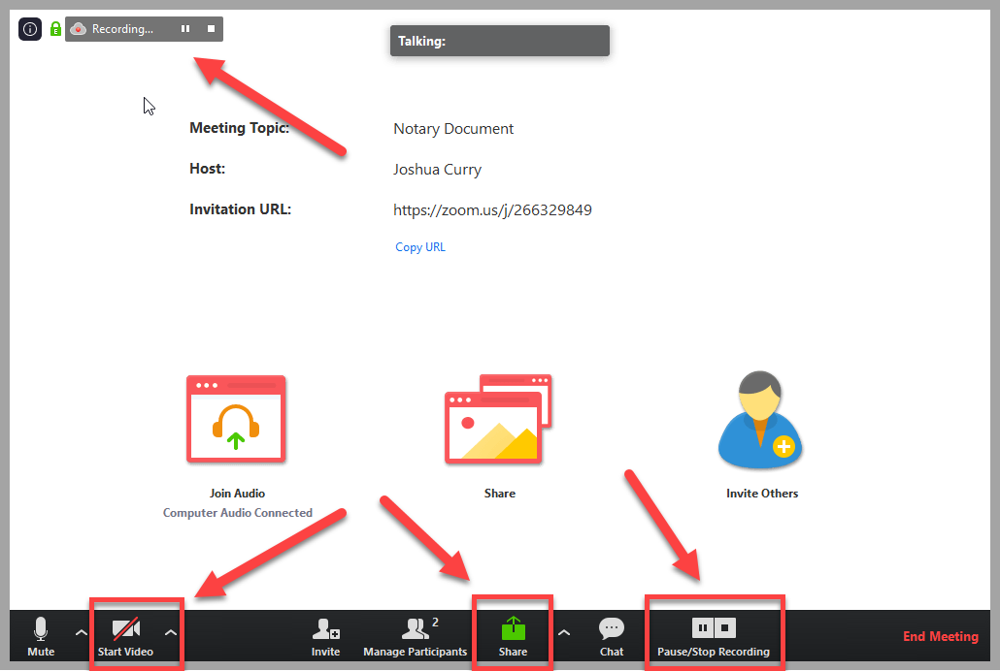 Recording...
Talking:
Meeting Topic: Notary Document
Host: Joshua Curry
Invitation URL: https://zoom.us/j/266329849
Copy URL
Join Audio
Computer Audio Connected
Share
Invite Others
Mute
Start Video
Invite
2
Manage Participants
Share
Chat
Pause/Stop Recording
End Meeting